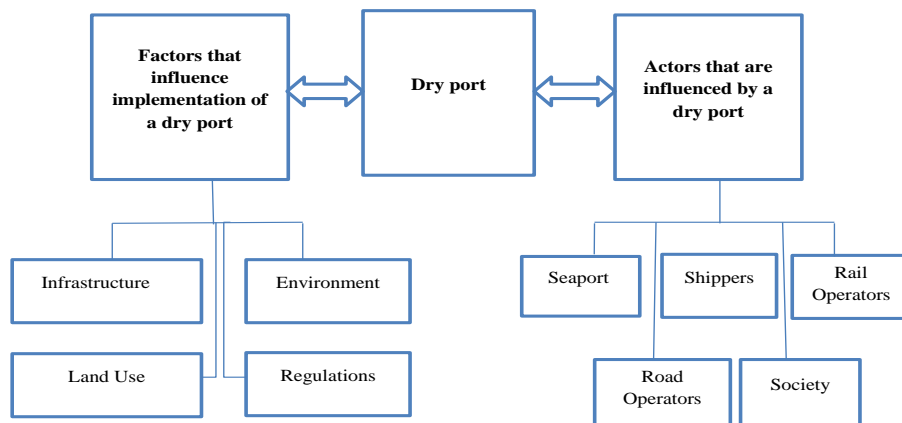 Factors that
influence
implementation of
a dry port
Dry port
Actors that are
influenced by a
dry port
Infrastructure
Environment
Land Use
Regulations
Seaport
Shippers
Rail
Operators
Road
Operators
Society